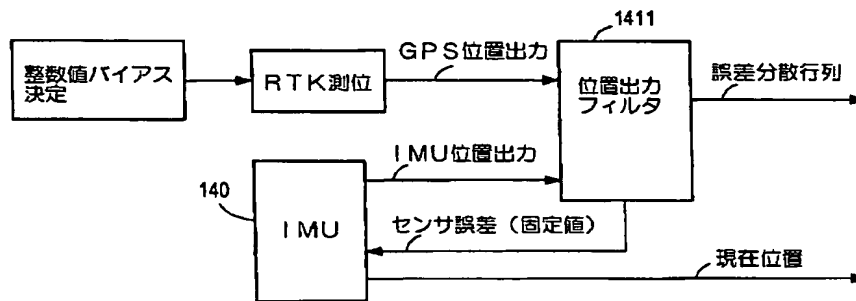 1411
GPS位置出力
整数値バイアス
決定
RTK測位
位置出力
フィルタ
誤差分散行列
IMU位置出力
140
IMU
センサ誤差（固定値）
現在位置